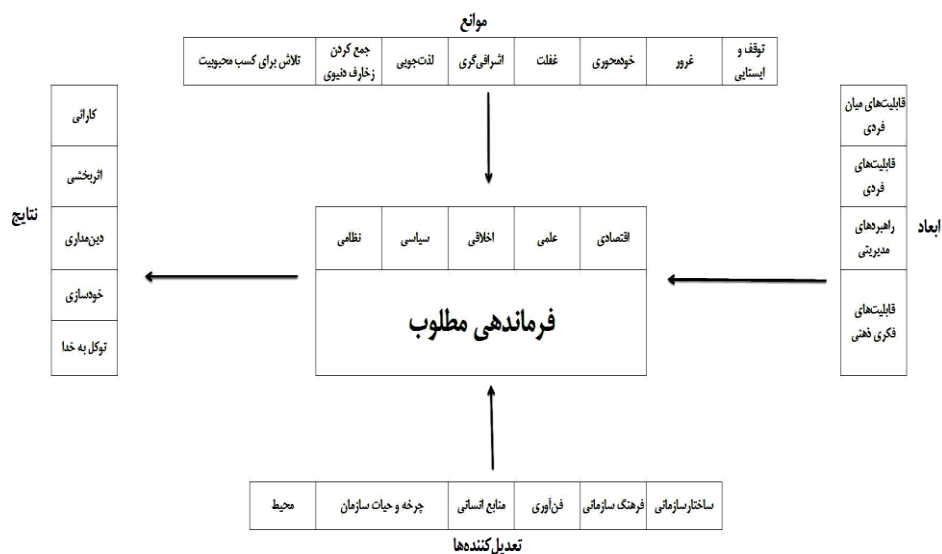 موانع
توقف و
ایستایی
غرور
خودمحوری
غفلت
اشرافی‌گری
لذت‌جویی
جمع کردن
زخارف دنیوی
تلاش برای کسب محبوبیت
ابعاد
قابلیت‌های میان
فردی
قابلیت‌های
فردی
راهبردهای
مدیریتی
قابلیت‌های
فکری ذهنی
اقتصادی
علمی
اخلاقی
سیاسی
نظامی
فرماندهی مطلوب
نتایج
کارائی
اثربخشی
دین‌مداری
خودسازی
توکل به خدا
ساختارسازمانی
فرهنگ سازمانی
فن‌آوری
منابع انسانی
چرخه و حیات سازمان
محیط
تعدیل‌کننده‌ها